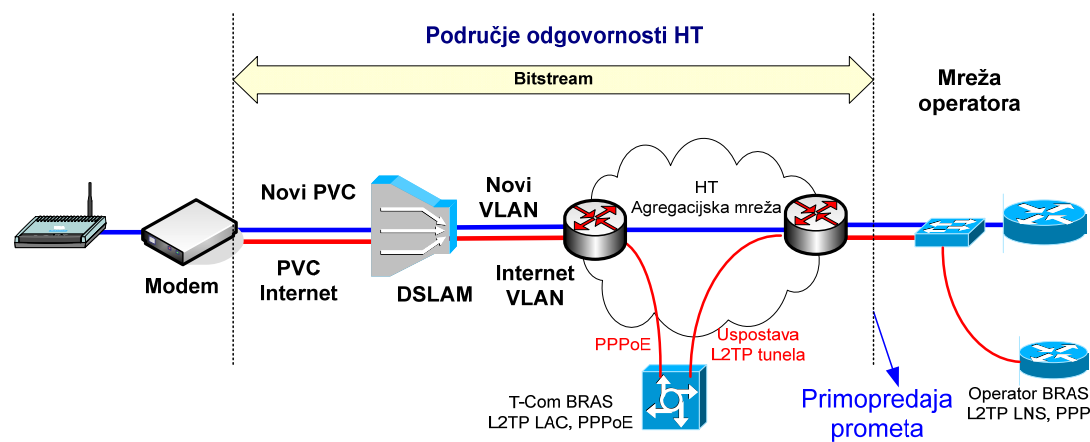 Područje odgovornosti HT
Bitstream
Mreža
operatora
Novi PVC
Novi
VLAN
HT
Agregacijska mreža
PVC
Internet
Internet
VLAN
Modem
DSLAM
PPPoE
Uspostava
L2TP tunela
T-Com BRAS
L2TP LAC, PPPoE
Primopredaja
prometa
Operator BRAS
L2TP LNS, PPP